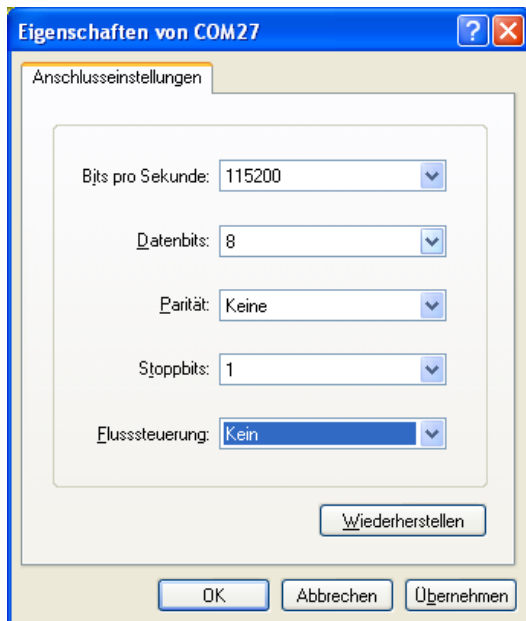 Eigenschaften von COM27
Anschlusseinstellungen
Bits pro Sekunde: 115200
Datenbits: 8
Parität: Keine
Stoppbits: 1
Flusssteuerung: Kein
Wiederherstellen
OK Abbrechen Übernehmen